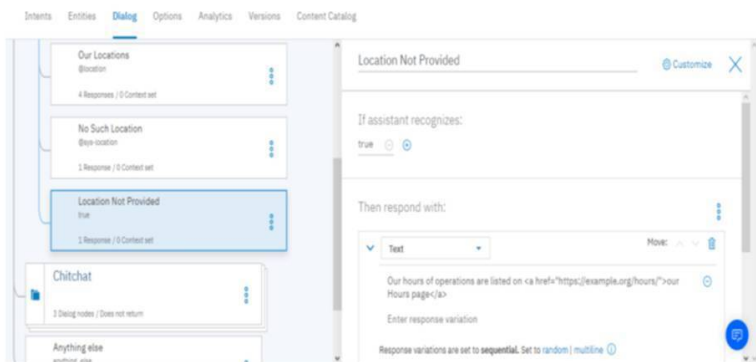 Intents Entities Dialog Options Analytics Versions Content Catalog
Our Locations
@location
4 Responses / 0 Context set
No Such Location
@sys-location
1 Response / 0 Context set
Location Not Provided
true
1 Response / 0 Context set
Chitchat
3 Dialog nodes / Does not return
Anything else
anything_else
Location Not Provided
Customize
If assistant recognizes:
true
Then respond with:
Text
Move:
Our hours of operations are listed on <a href="https://example.org/hours/">our
Hours page</a>
Enter response variation
Response variations are set to sequential. Set to random | multiline